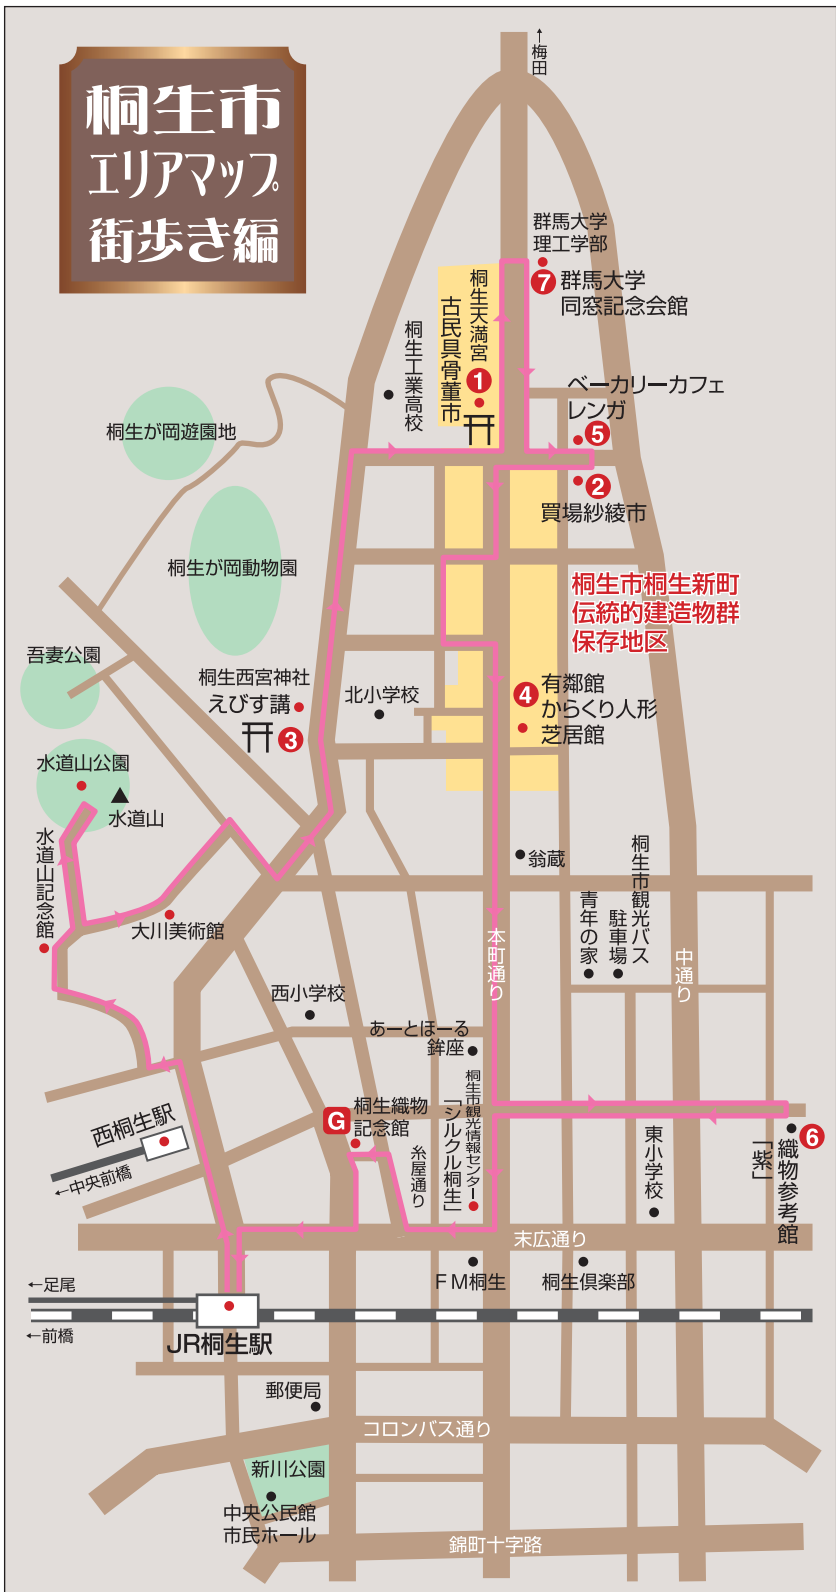 桐生市
エリアマップ
街歩き編
←梅田
群馬大学
理工学部
7
群馬大学
同窓記念会館
桐生天満宮
古民具骨董市
1
桐生工業高校
ベーカリーカフェ
レンガ
5
2
買場紗綾市
桐生が岡遊園地
桐生が岡動物園
桐生市桐生新町
伝統的建造物群
保存地区
吾妻公園
桐生西宮神社
えびす講
3
北小学校
4
有鄰館
からくり人形
芝居館
水道山公園
水道山
水道山記念館
大川美術館
翁蔵
桐生市観光バス
駐車場
青年の家
本町通り
中通り
西小学校
あーとほーる
鉾座
桐生市観光情報センター
「シルクル桐生」
G
桐生織物
記念館
糸屋通り
西桐生駅
←中央前橋
東小学校
6
織物参考館
「紫」
末広通り
FM桐生
桐生倶楽部
←足尾
←前橋
JR桐生駅
郵便局
コロンバス通り
新川公園
中央公民館
市民ホール
錦町十字路